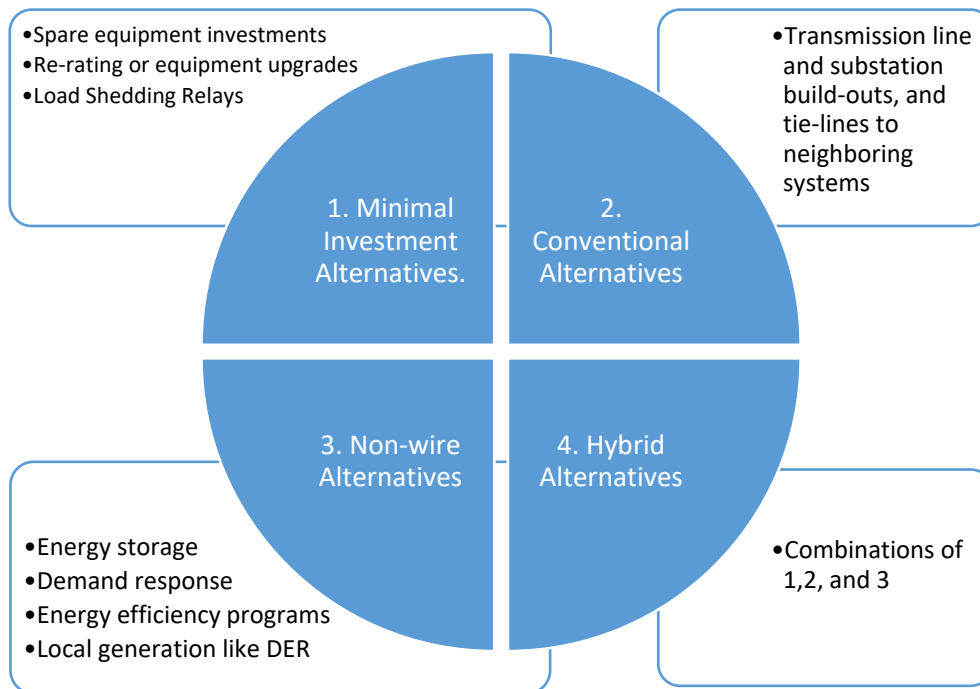 •Spare equipment investments
•Re-rating or equipment upgrades
•Load Shedding Relays
•Transmission line
and substation
build-outs, and
tie-lines to
neighboring
systems
1. Minimal
Investment
Alternatives.
2.
Conventional
Alternatives
3. Non-wire
Alternatives
4. Hybrid
Alternatives
•Energy storage
•Demand response
•Energy efficiency programs
•Local generation like DER
•Combinations of
1,2, and 3